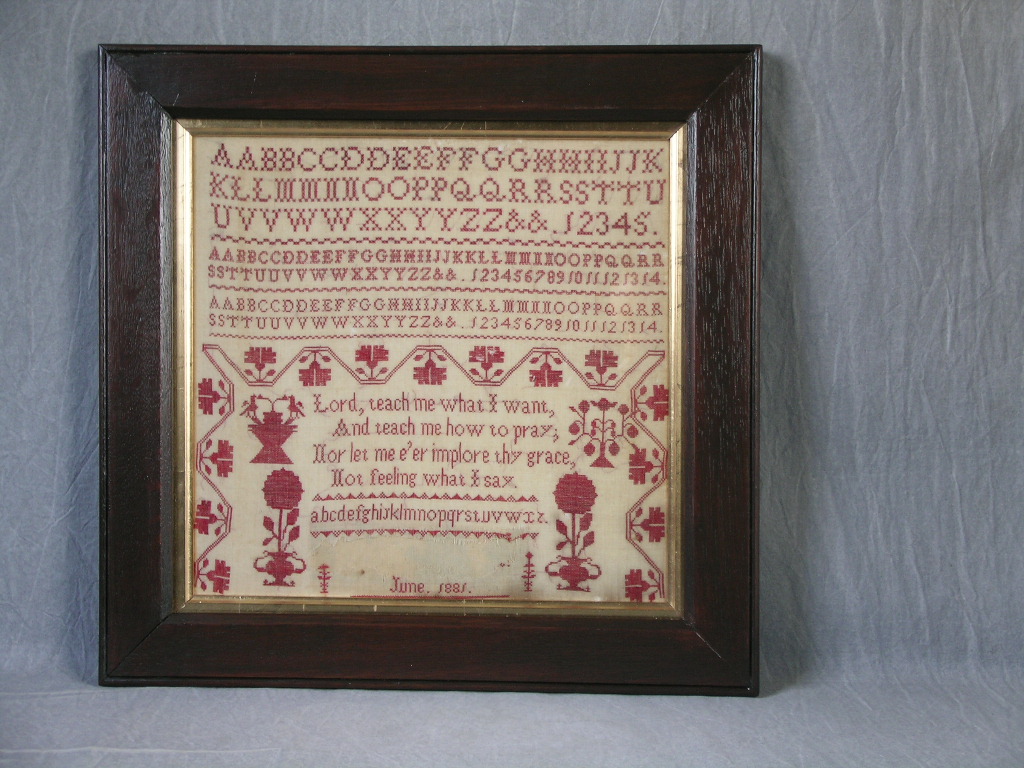 AABBCCDDEEFFGGHHIIJJK
KLLMMNNOOPPQQRRSSTTU
UVVWWXXYYZZ&&.12345.
AABBCCDDEEFFGGHHIIJJKKLLMMNNOOPPQQRR
SSTTUUVVWWXXYYZZ&&.1234567891011121314.
AABBCCDDEEFFGGHHIIJJKKLLMMNNOOPPQQRR
SSTTUUVVWWXXYYZZ&&.1234567891011121314.
Lord, teach me what I want,
And teach me how to pray;
Nor let me e'er implore thy grace,
Not feeling what I say.
abcdefghijklmnopqrstuvwxz.
June. 1881.